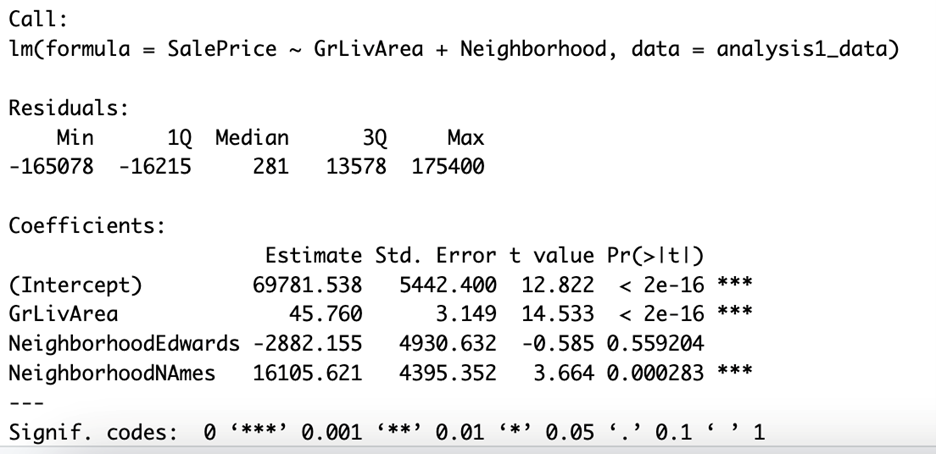 Call:
lm(formula = SalePrice ~ GrLivArea + Neighborhood, data = analysis1_data)
Residuals:
Min 1Q Median 3Q Max
-165078 -16215 281 13578 175400
Coefficients:
Estimate Std. Error t value Pr(>|t|)
(Intercept) 69781.538 5442.400 12.822 < 2e-16 ***
GrLivArea 45.760 3.149 14.533 < 2e-16 ***
NeighborhoodEdwards -2882.155 4930.632 -0.585 0.559204
NeighborhoodNAmes 16105.621 4395.352 3.664 0.000283 ***
---
Signif. codes: 0 ‘***’ 0.001 ‘**’ 0.01 ‘*’ 0.05 ‘.’ 0.1 ‘ ’ 1